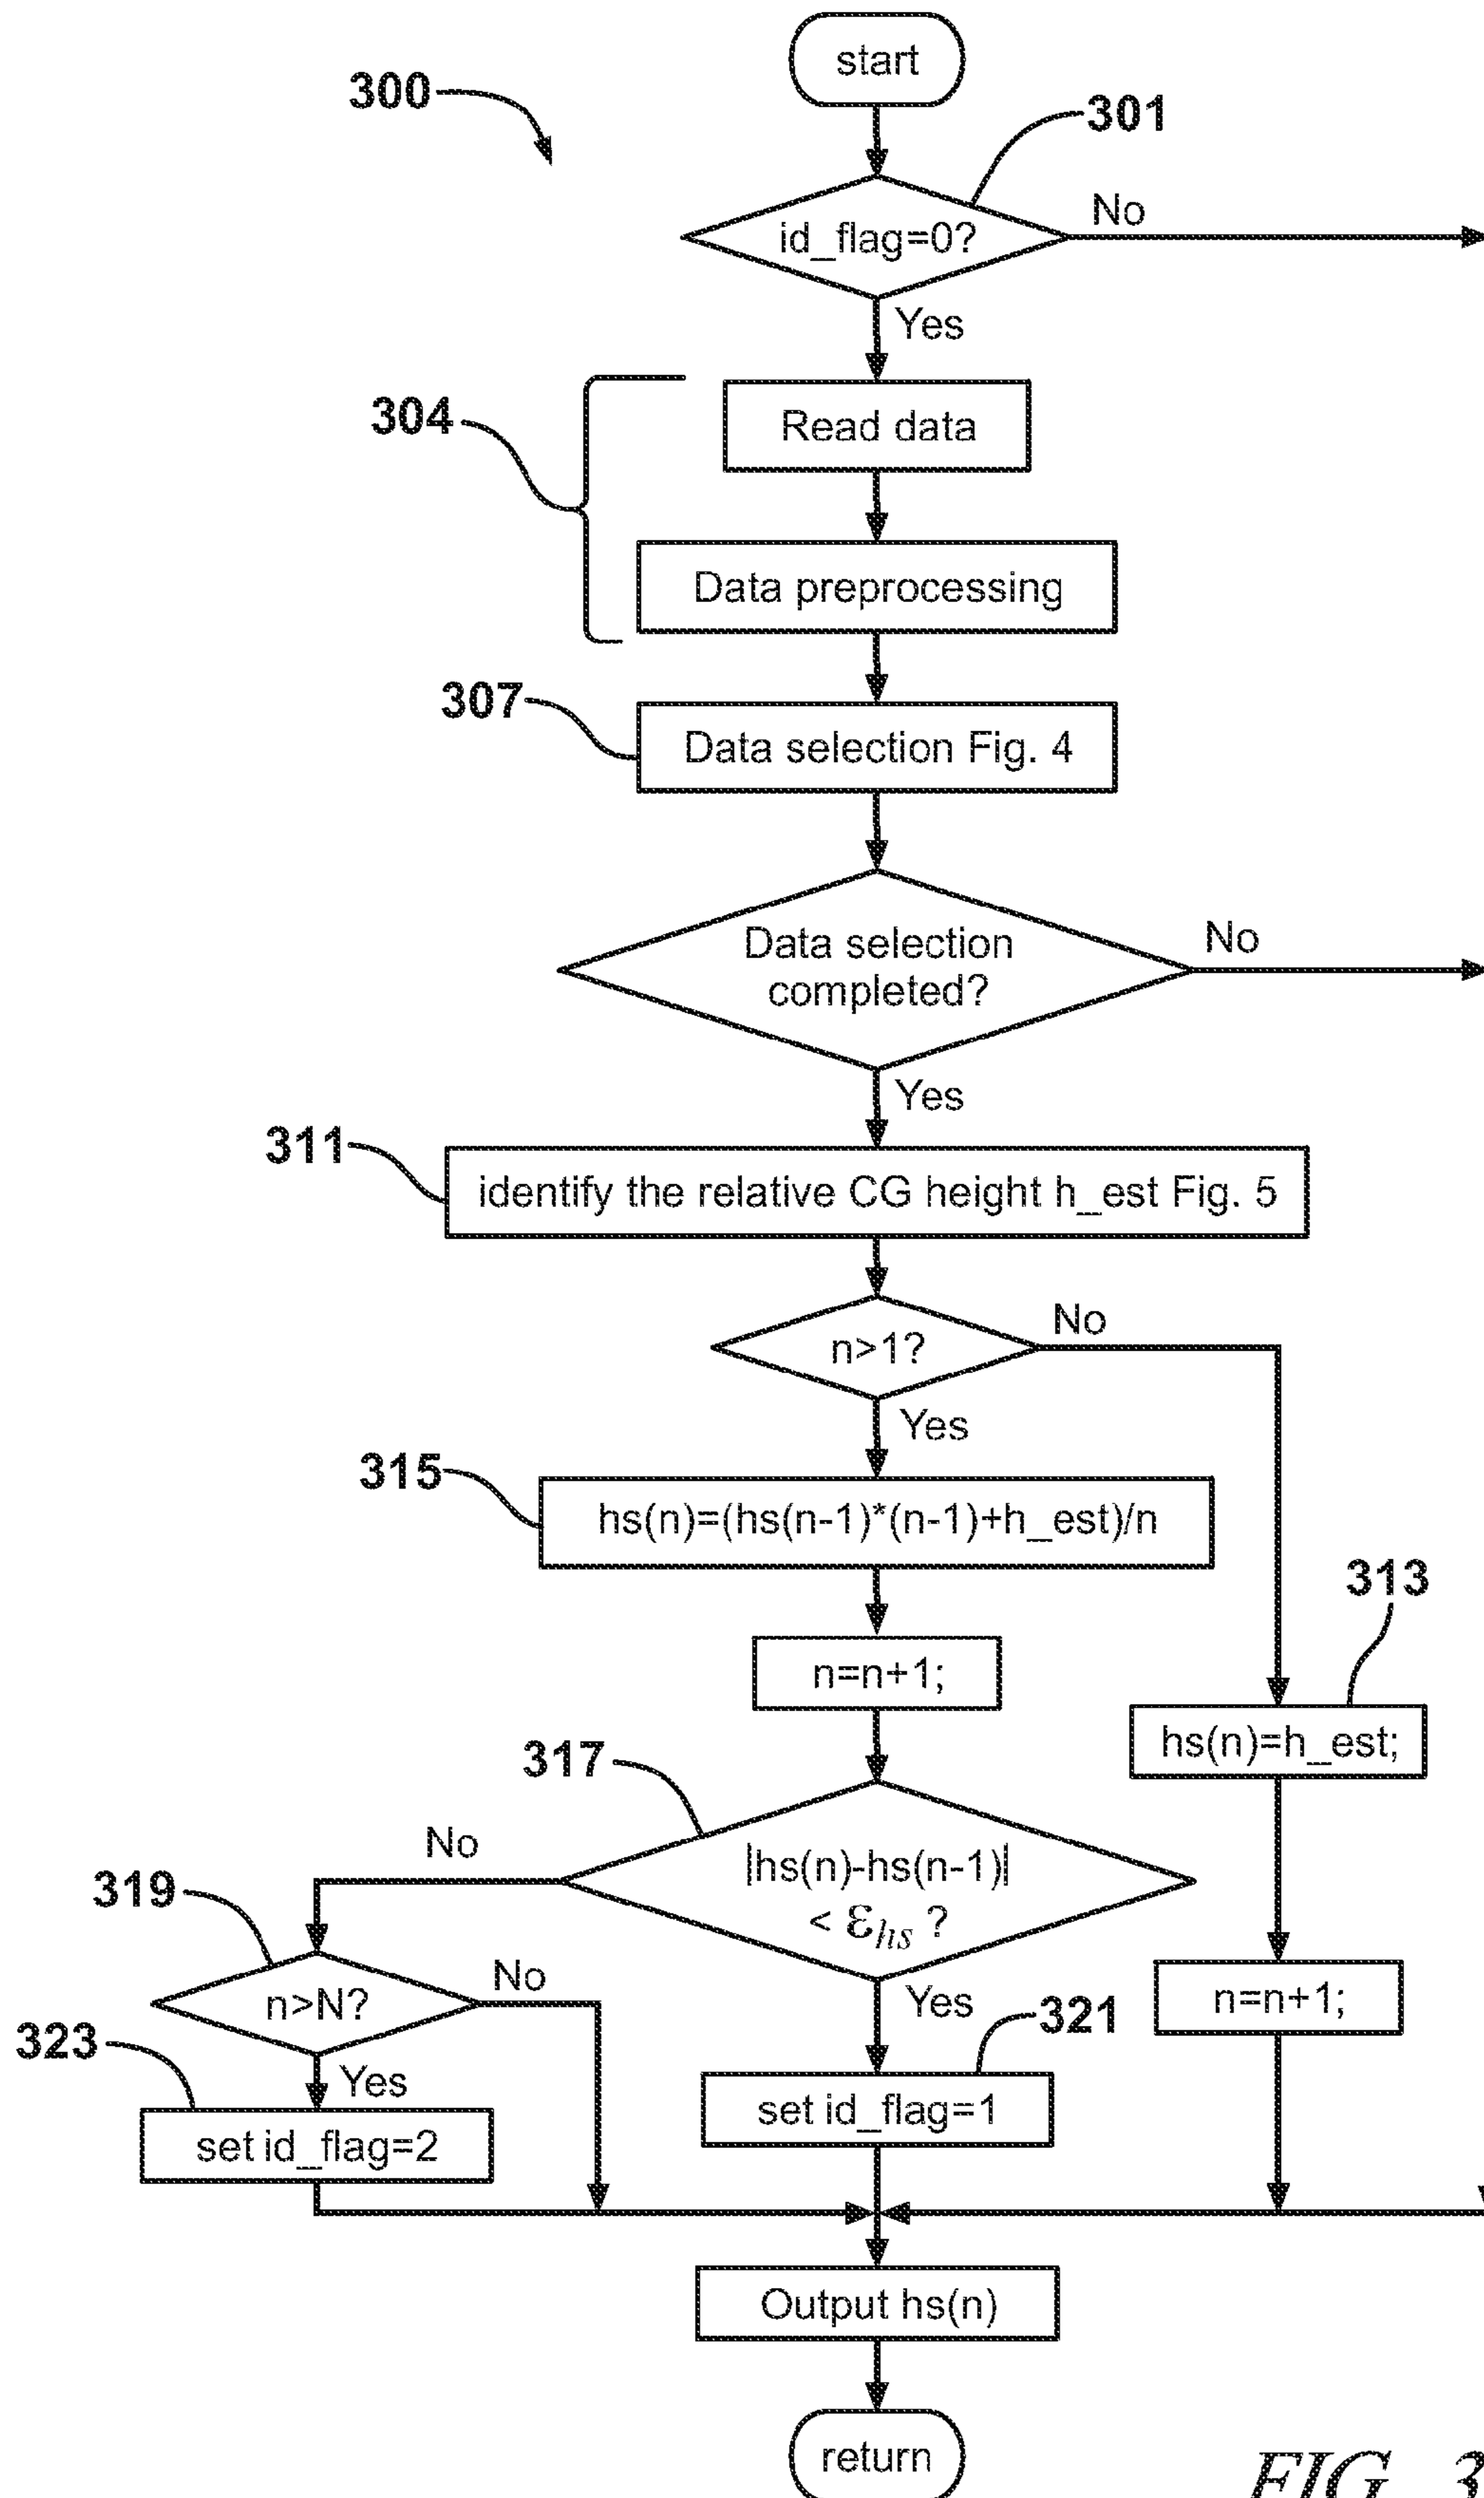 start
300
301
id_flag=0?
No
Yes
304
Read data
Data preprocessing
307
Data selection Fig. 4
Data selection
completed?
No
Yes
311
identify the relative CG height h_est Fig. 5
n>1?
No
Yes
315
hs(n)=(hs(n-1)*(n-1)+h_est)/n
313
n=n+1;
hs(n)=h_est;
317
|hs(n)-hs(n-1)|
< εhs ?
No
319
n>N?
No
Yes
321
n=n+1;
323
Yes
set id_flag=1
set id_flag=2
Output hs(n)
return
FIG. 3